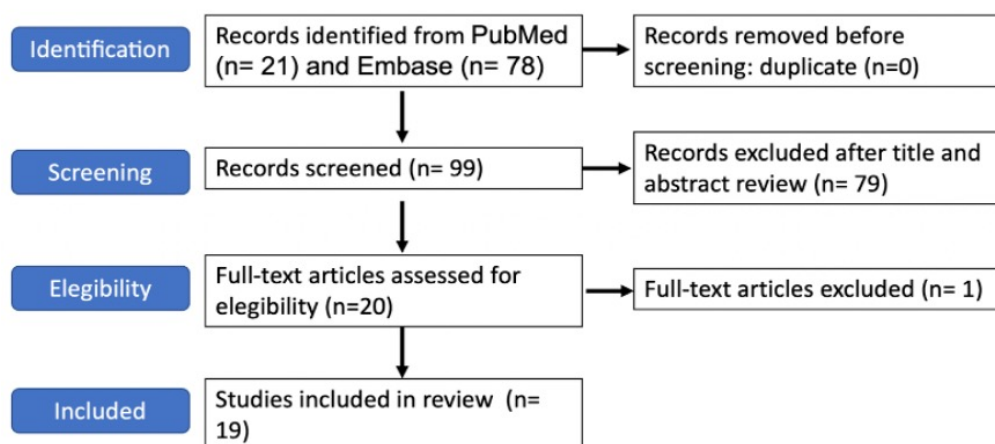 Identification
Records identified from PubMed
(n= 21) and Embase (n= 78)
Records removed before
screening: duplicate (n=0)
Screening
Records screened (n= 99)
Records excluded after title and
abstract review (n= 79)
Elegibility
Full-text articles assessed for
elegibility (n=20)
Full-text articles excluded (n= 1)
Included
Studies included in review (n=
19)